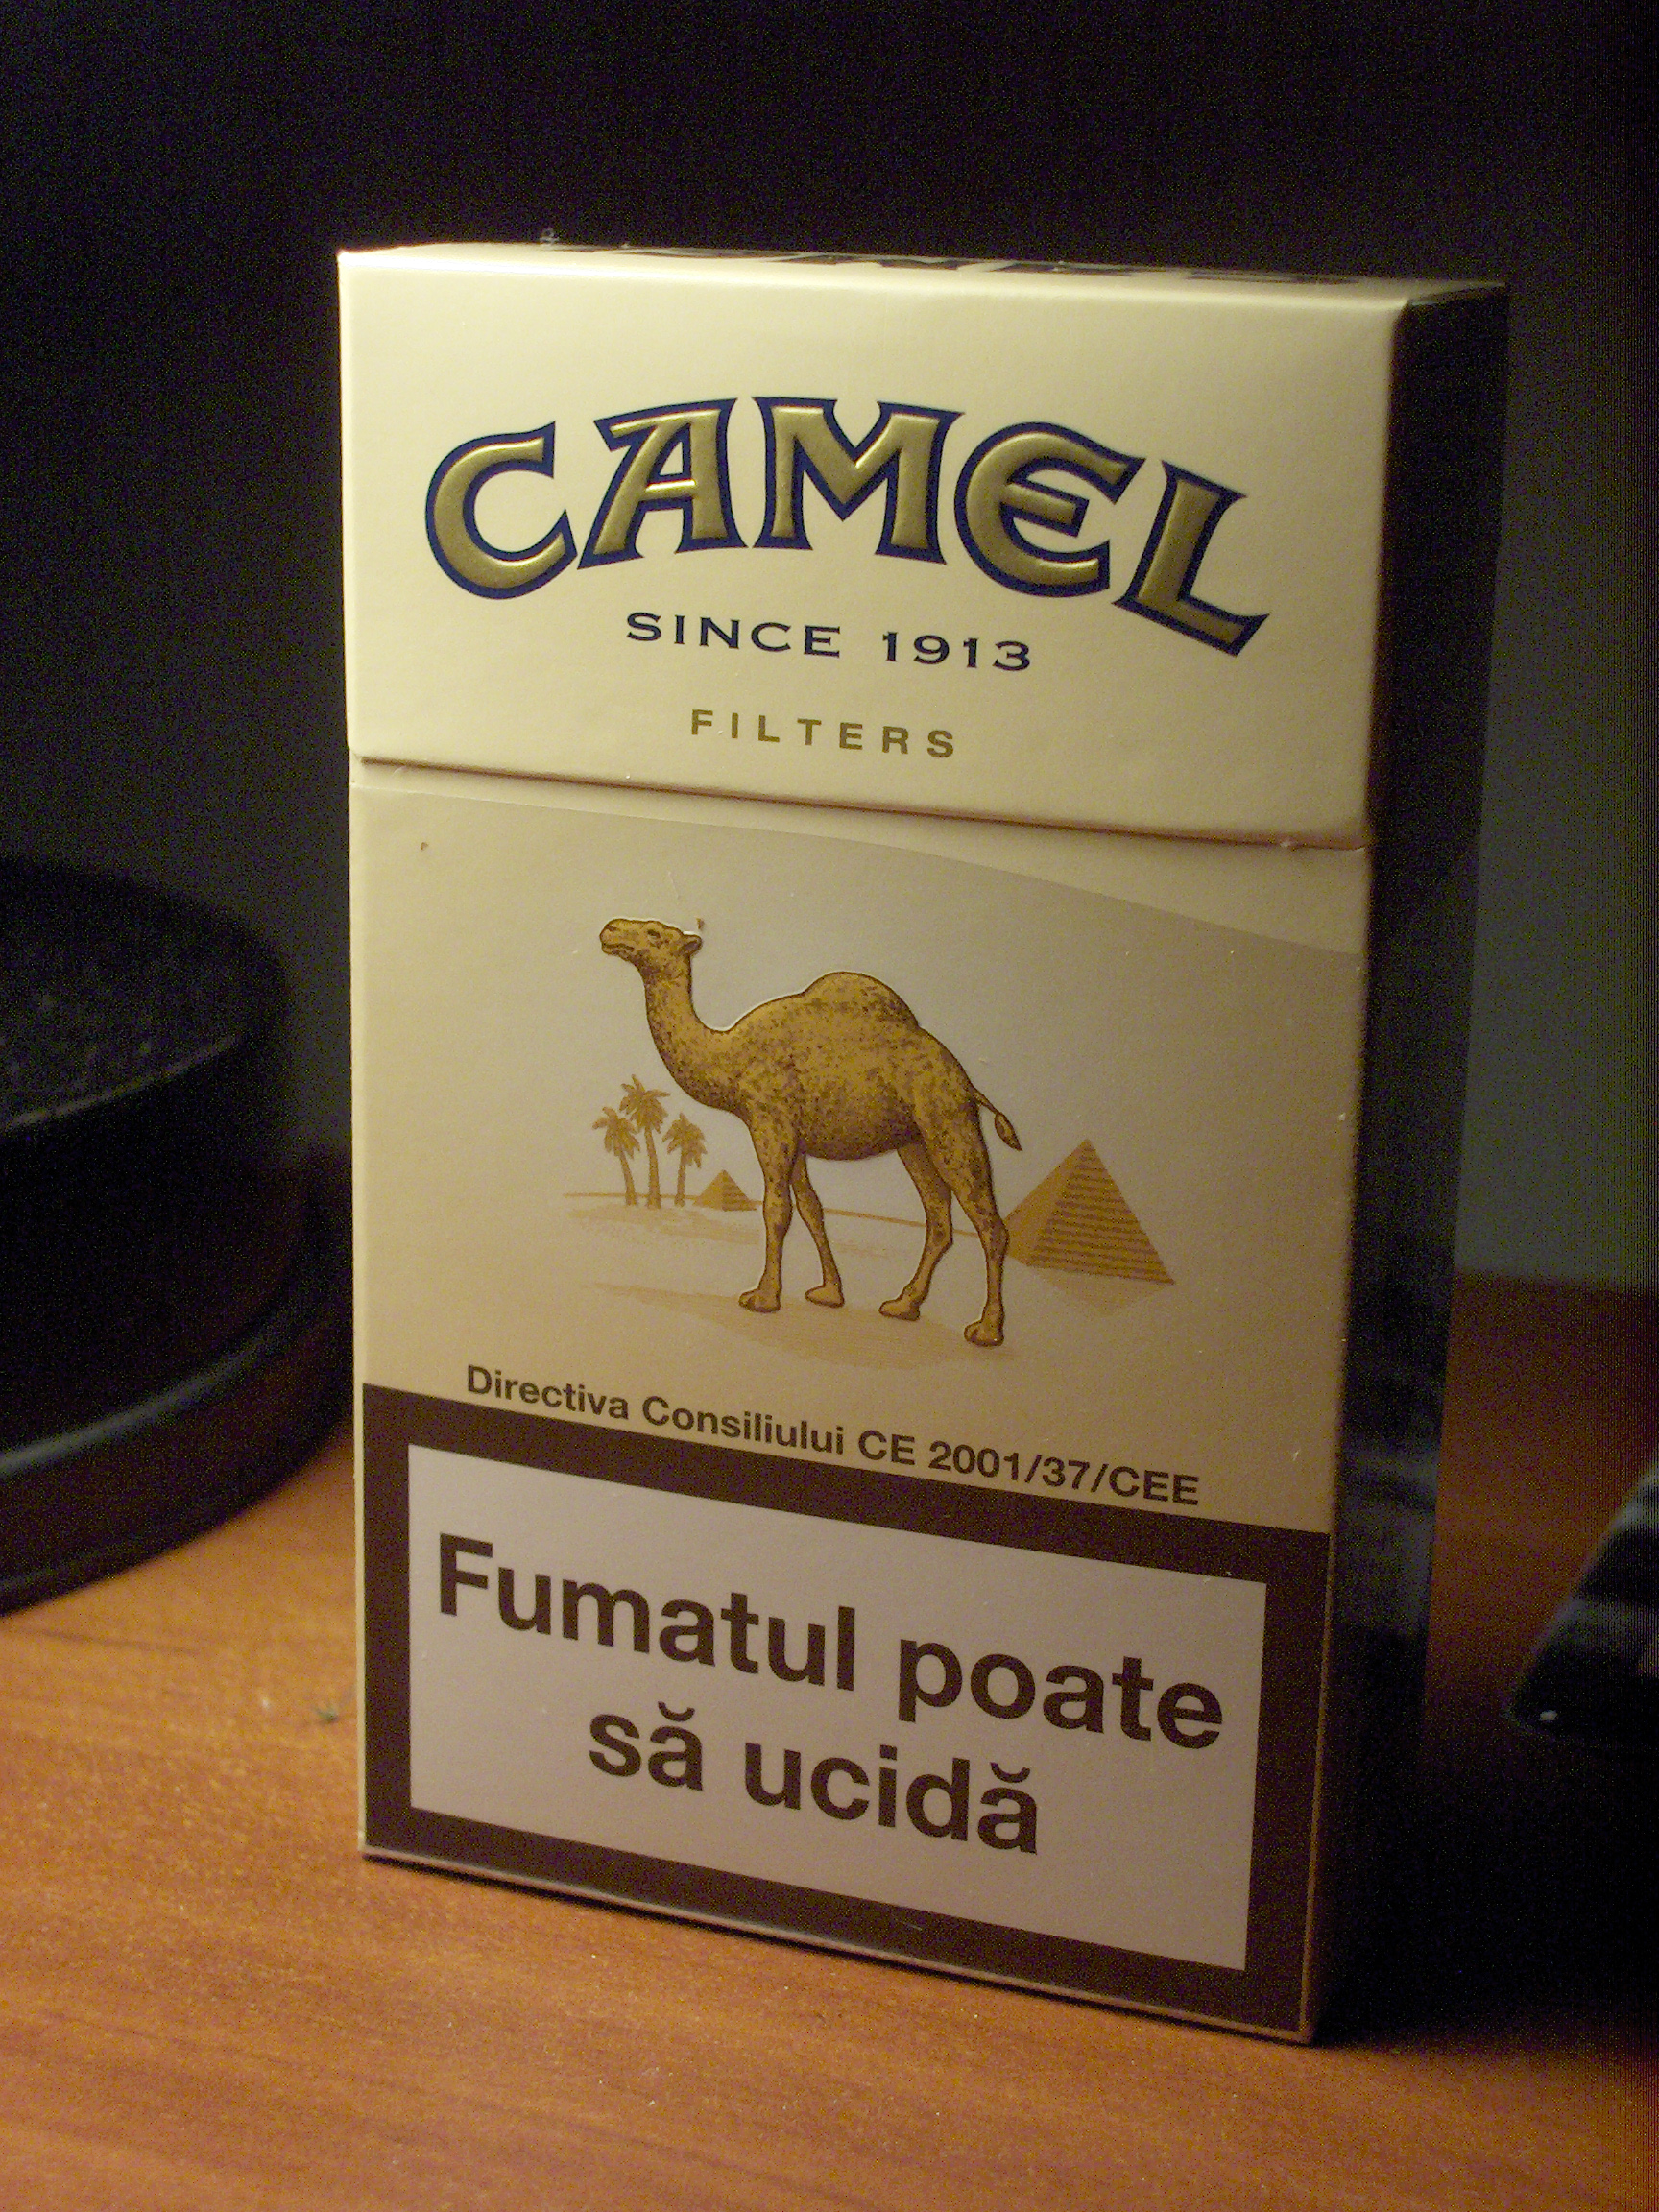 CAMEL
SINCE 1913
FILTERS
Directiva Consiliului CE 2001/37/CEE
Fumatul poate
să ucidă